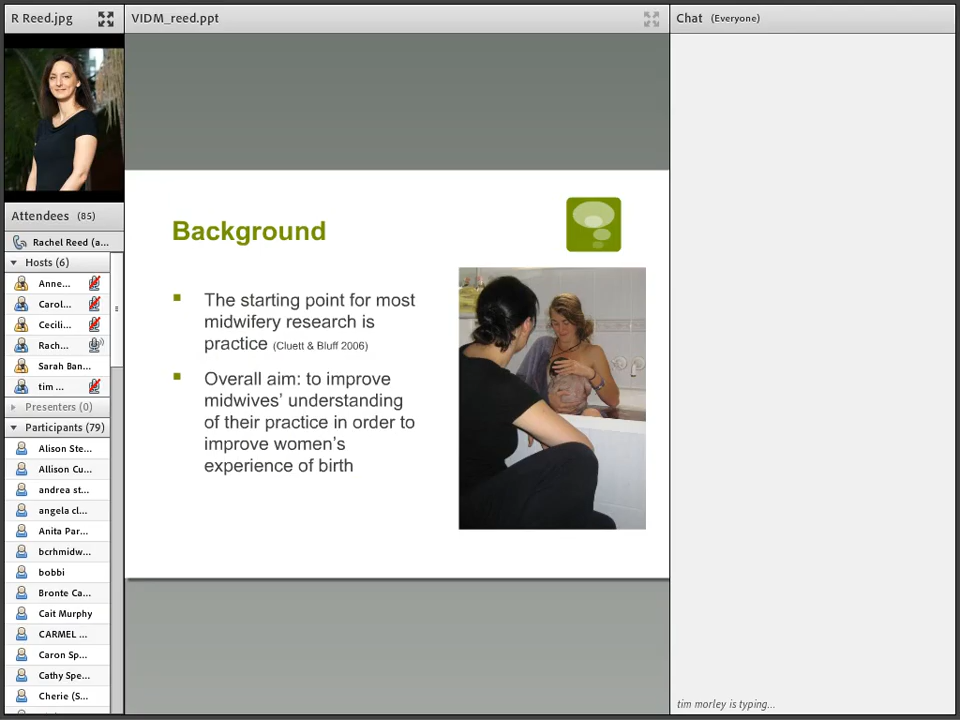 R Reed.jpg
VIDM_reed.ppt
Chat (Everyone)
Attendees (85)
Rachel Reed (a...
Hosts (6)
Anne...
Carol...
Cecili...
Rach...
Sarah Ban...
tim ...
Presenters (0)
Participants (79)
Alison Ste...
Allison Cu...
andrea st...
angela cl...
Anita Par...
bcrhmidw...
bobbi
Bronte Ca...
Cait Murphy
CARMEL ...
Caron Sp...
Cathy Spe...
Cherie (S...
Background
The starting point for most
midwifery research is
practice (Cluett & Bluff 2006)
Overall aim: to improve
midwives’ understanding
of their practice in order to
improve women’s
experience of birth
tim morley is typing...